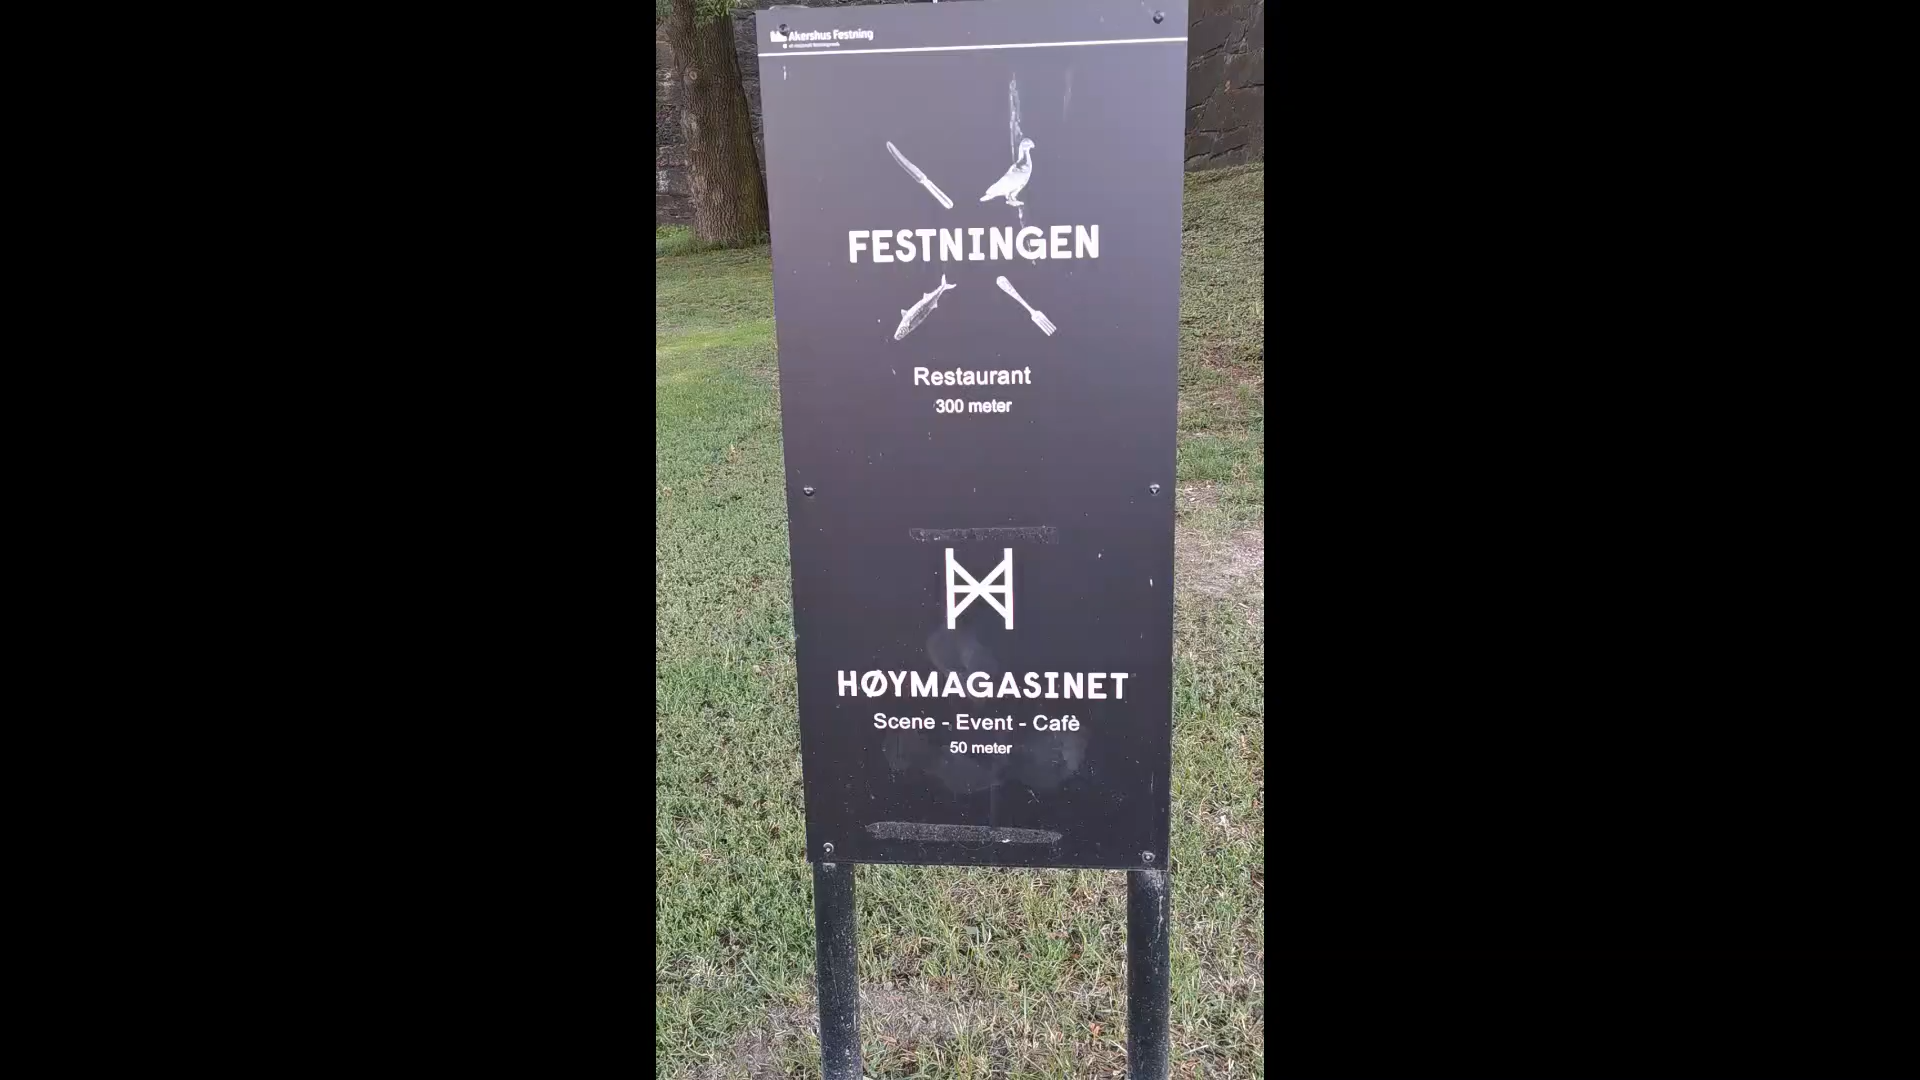 Akershus Festning
FESTNINGEN
Restaurant
300 meter
HØYMAGASINET
Scene - Event - Cafè
50 meter